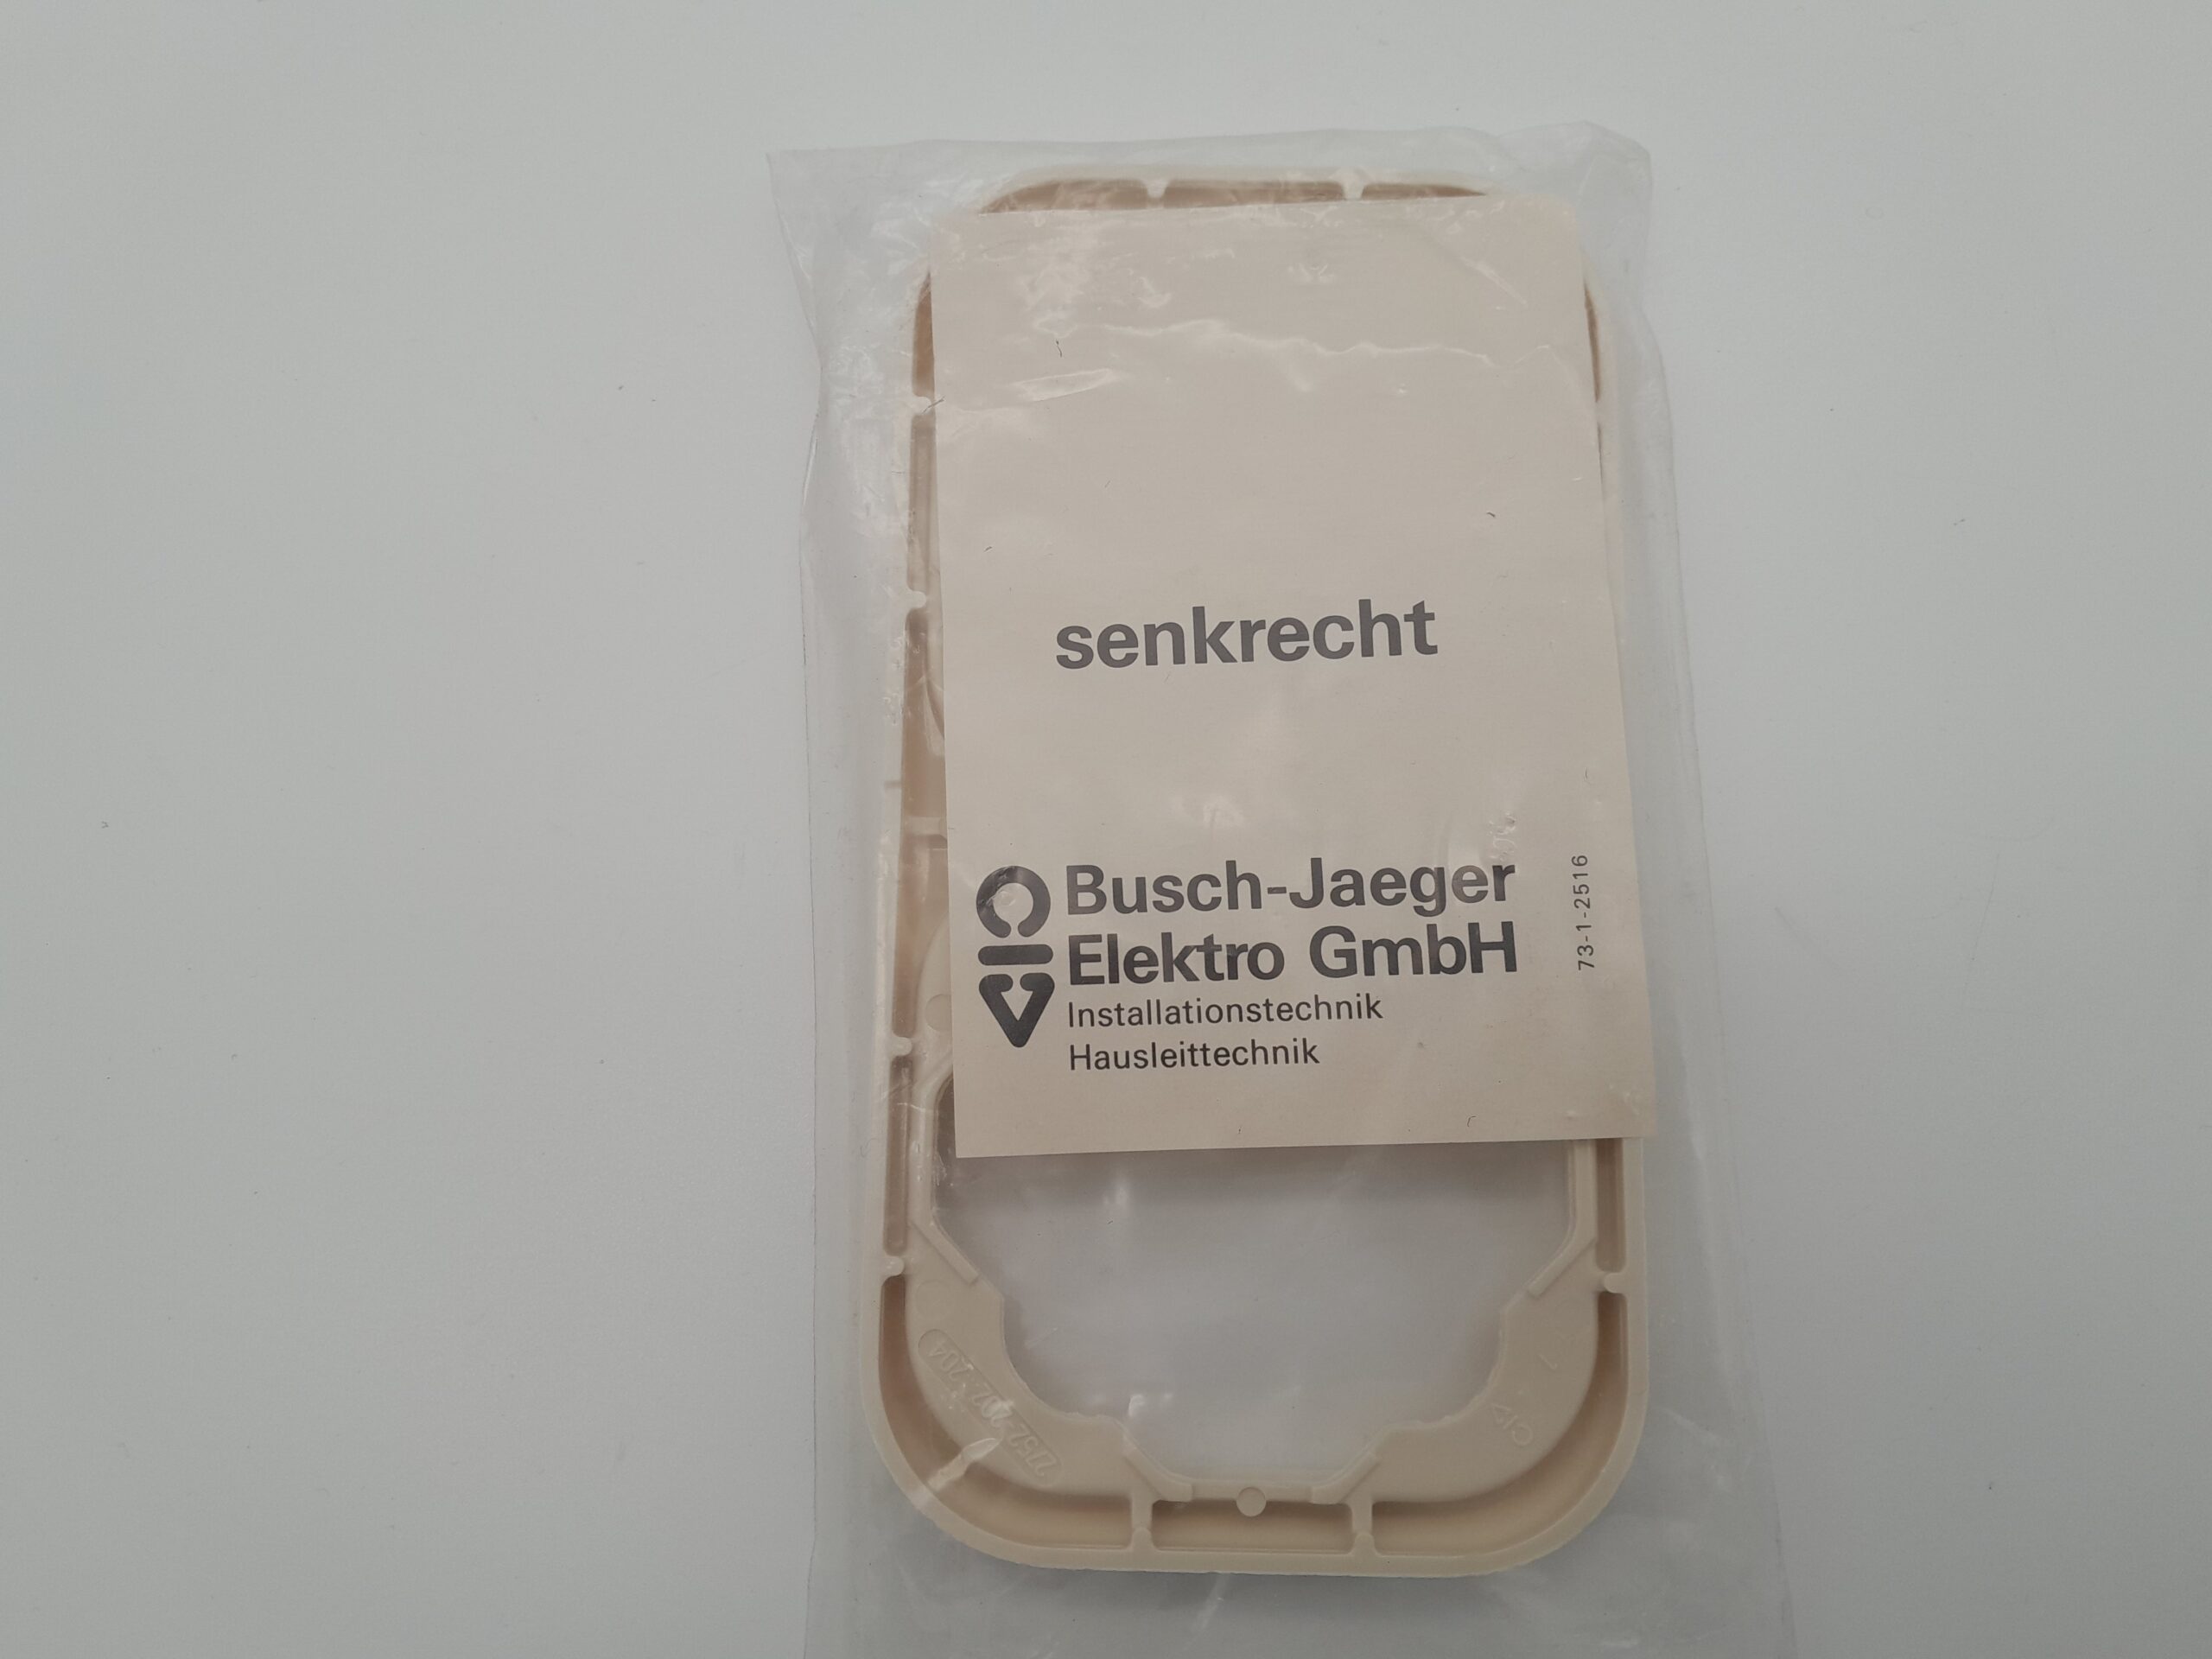 senkrecht
Busch-Jaeger
Elektro GmbH
Installationstechnik
Hausleittechnik
73-1-2516